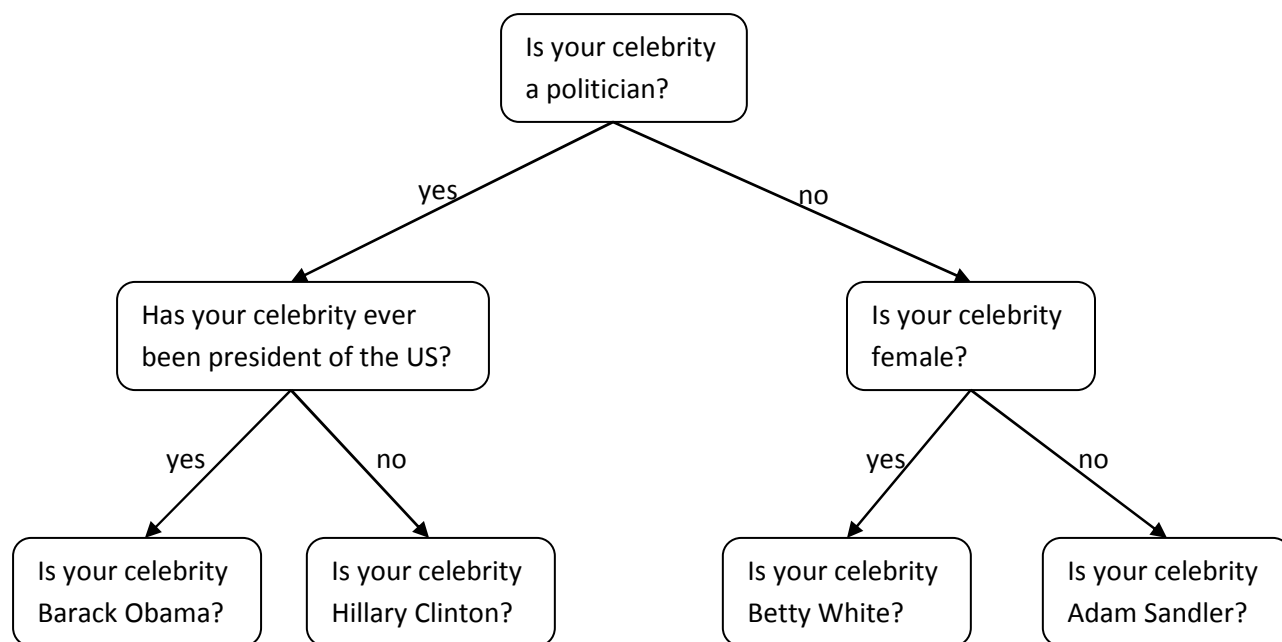 Is your celebrity
a politician?
yes
no
Has your celebrity ever
been president of the US?
Is your celebrity
female?
yes
no
yes
no
Is your celebrity
Barack Obama?
Is your celebrity
Hillary Clinton?
Is your celebrity
Betty White?
Is your celebrity
Adam Sandler?